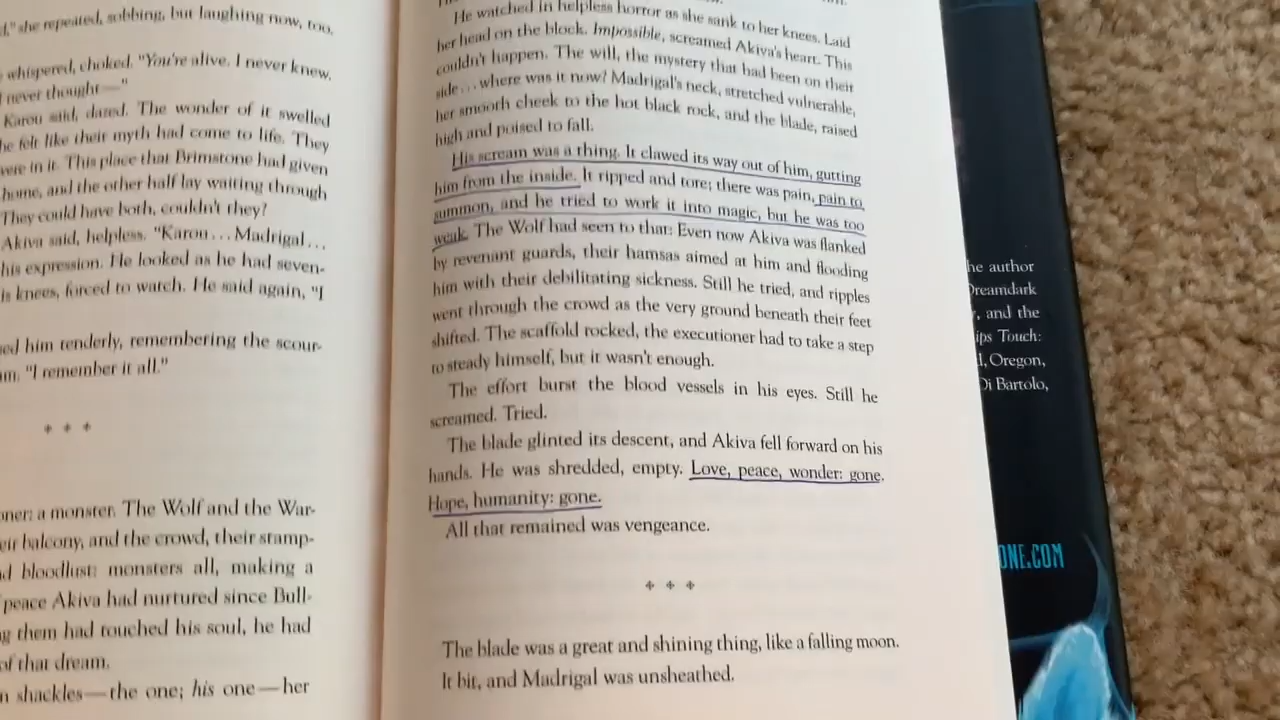 d," she repeated, sobbing, but laughing now, too.
whispered, choked. "You're alive. I never knew.
I never thought—"
Karou said, dazed. The wonder of it swelled
he felt like their myth had come to life. They
were in it. This place that Brimstone had given
home, and the other half lay waiting through
They could have both, couldn't they?
Akiva said, helpless. "Karou . . . Madrigal . . .
his expression. He looked as he had seven-
is knees, forced to watch. He said again, "I
ed him tenderly, remembering the scour-
m. "I remember it all."
oner: a monster. The Wolf and the War-
eir balcony, and the crowd, their stamp-
d bloodlust: monsters all, making a
peace Akiva had nurtured since Bull-
g them had touched his soul, he had
of that dream.
n shackles—the one; his one—her
He watched in helpless horror as she sank to her knees. Laid
her head on the block. Impossible, screamed Akiva's heart. This
couldn't happen. The will, the mystery that had been on their
side . . . where was it now? Madrigal's neck, stretched vulnerable,
her smooth cheek to the hot black rock, and the blade, raised
high and poised to fall.
His scream was a thing. It clawed its way out of him, gutting
him from the inside. It ripped and tore; there was pain, pain to
summon, and he tried to work it into magic, but he was too
weak. The Wolf had seen to that: Even now Akiva was flanked
by revenant guards, their hamsas aimed at him and flooding
him with their debilitating sickness. Still he tried, and ripples
went through the crowd as the very ground beneath their feet
shifted. The scaffold rocked, the executioner had to take a step
to steady himself, but it wasn't enough.
The effort burst the blood vessels in his eyes. Still he
screamed. Tried.
The blade glinted its descent, and Akiva fell forward on his
hands. He was shredded, empty. Love, peace, wonder: gone.
Hope, humanity: gone.
All that remained was vengeance.
The blade was a great and shining thing, like a falling moon.
It bit, and Madrigal was unsheathed.
he author
Dreamdark
, and the
ips Touch:
l, Oregon,
Di Bartolo,
ONE.COM